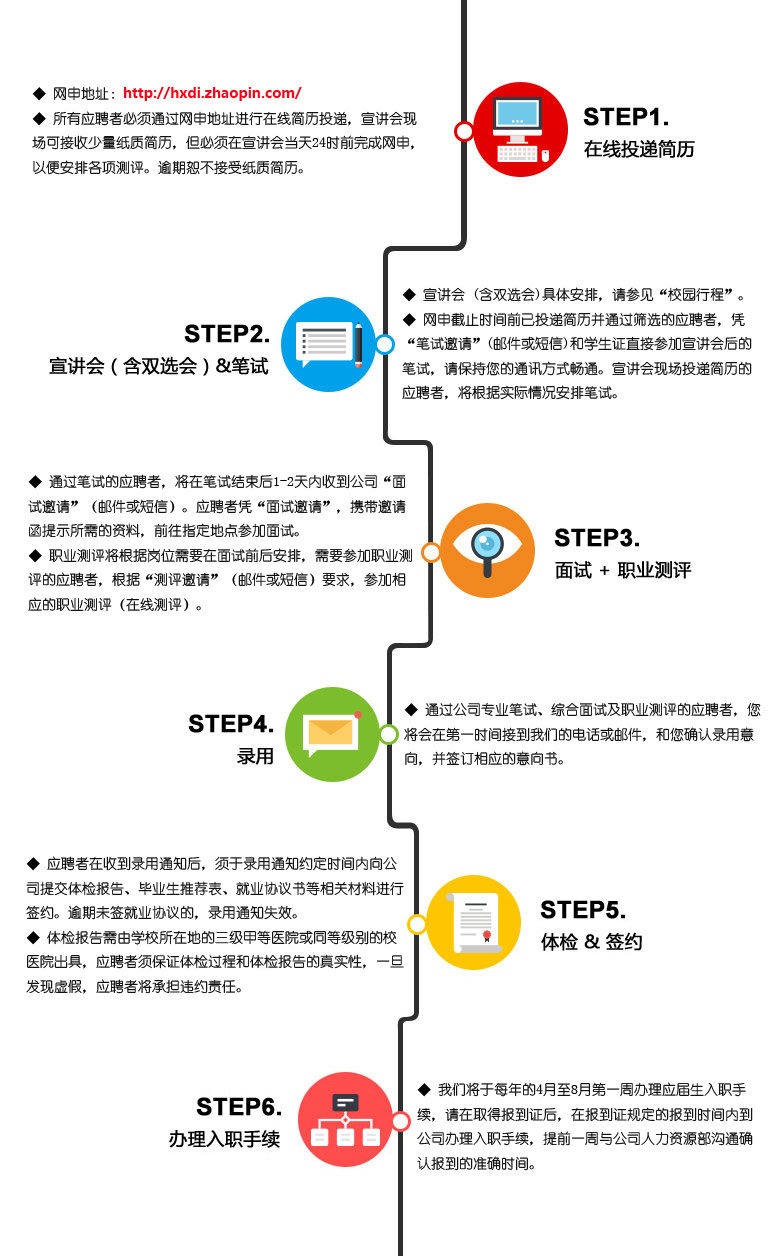 ◆ 网申地址：http://hxdi.zhaopin.com/
◆ 所有应聘者必须通过网申地址进行在线简历投递，宣讲会现
场可接收少量纸质简历，但必须在宣讲会当天24时前完成网申，
以便安排各项测评。逾期恕不接受纸质简历。
STEP1.
在线投递简历
STEP2.
宣讲会（含双选会）&笔试
◆ 宣讲会 (含双选会)具体安排，请参见“校园行程”。
◆ 网申截止时间前已投递简历并通过筛选的应聘者，凭
“笔试邀请”(邮件或短信)和学生证直接参加宣讲会后的
笔试，请保持您的通讯方式畅通。宣讲会现场投递简历的
应聘者，将根据实际情况安排笔试。
◆ 通过笔试的应聘者，将在笔试结束后1-2天内收到公司“面
试邀请”（邮件或短信）。应聘者凭“面试邀请”，携带邀请
函提示所需的资料，前往指定地点参加面试。
◆ 职业测评将根据岗位需要在面试前后安排，需要参加职业测
评的应聘者，根据“测评邀请”（邮件或短信）要求，参加相
应的职业测评（在线测评）。
STEP3.
面试 + 职业测评
STEP4.
录用
◆ 通过公司专业笔试、综合面试及职业测评的应聘者，您
将会在第一时间接到我们的电话或邮件，和您确认录用意
向，并签订相应的意向书。
◆ 应聘者在收到录用通知后，须于录用通知约定时间内向公
司提交体检报告、毕业生推荐表、就业协议书等相关材料进行
签约。逾期未签就业协议的，录用通知失效。
◆ 体检报告需由学校所在地的三级甲等医院或同等级别的校
医院出具，应聘者须保证体检过程和体检报告的真实性，一旦
发现虚假，应聘者将承担违约责任。
STEP5.
体检 & 签约
STEP6.
办理入职手续
◆ 我们将于每年的4月至8月第一周办理应届生入职手
续，请在取得报到证后，在报到证规定的报到时间内到
公司办理入职手续，提前一周与公司人力资源部沟通确
认报到的准确时间。